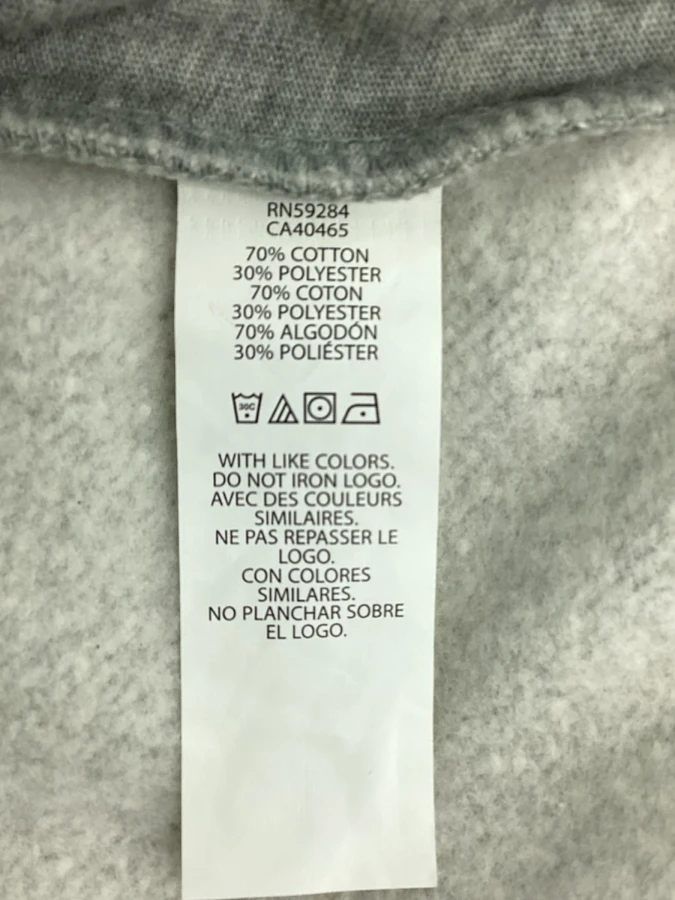 RN59284
CA40465
70% COTTON
30% POLYESTER
70% COTON
30% POLYESTER
70% ALGODÓN
30% POLIÉSTER
30C
WITH LIKE COLORS.
DO NOT IRON LOGO.
AVEC DES COULEURS
SIMILAIRES.
NE PAS REPASSER LE
LOGO.
CON COLORES
SIMILARES.
NO PLANCHAR SOBRE
EL LOGO.